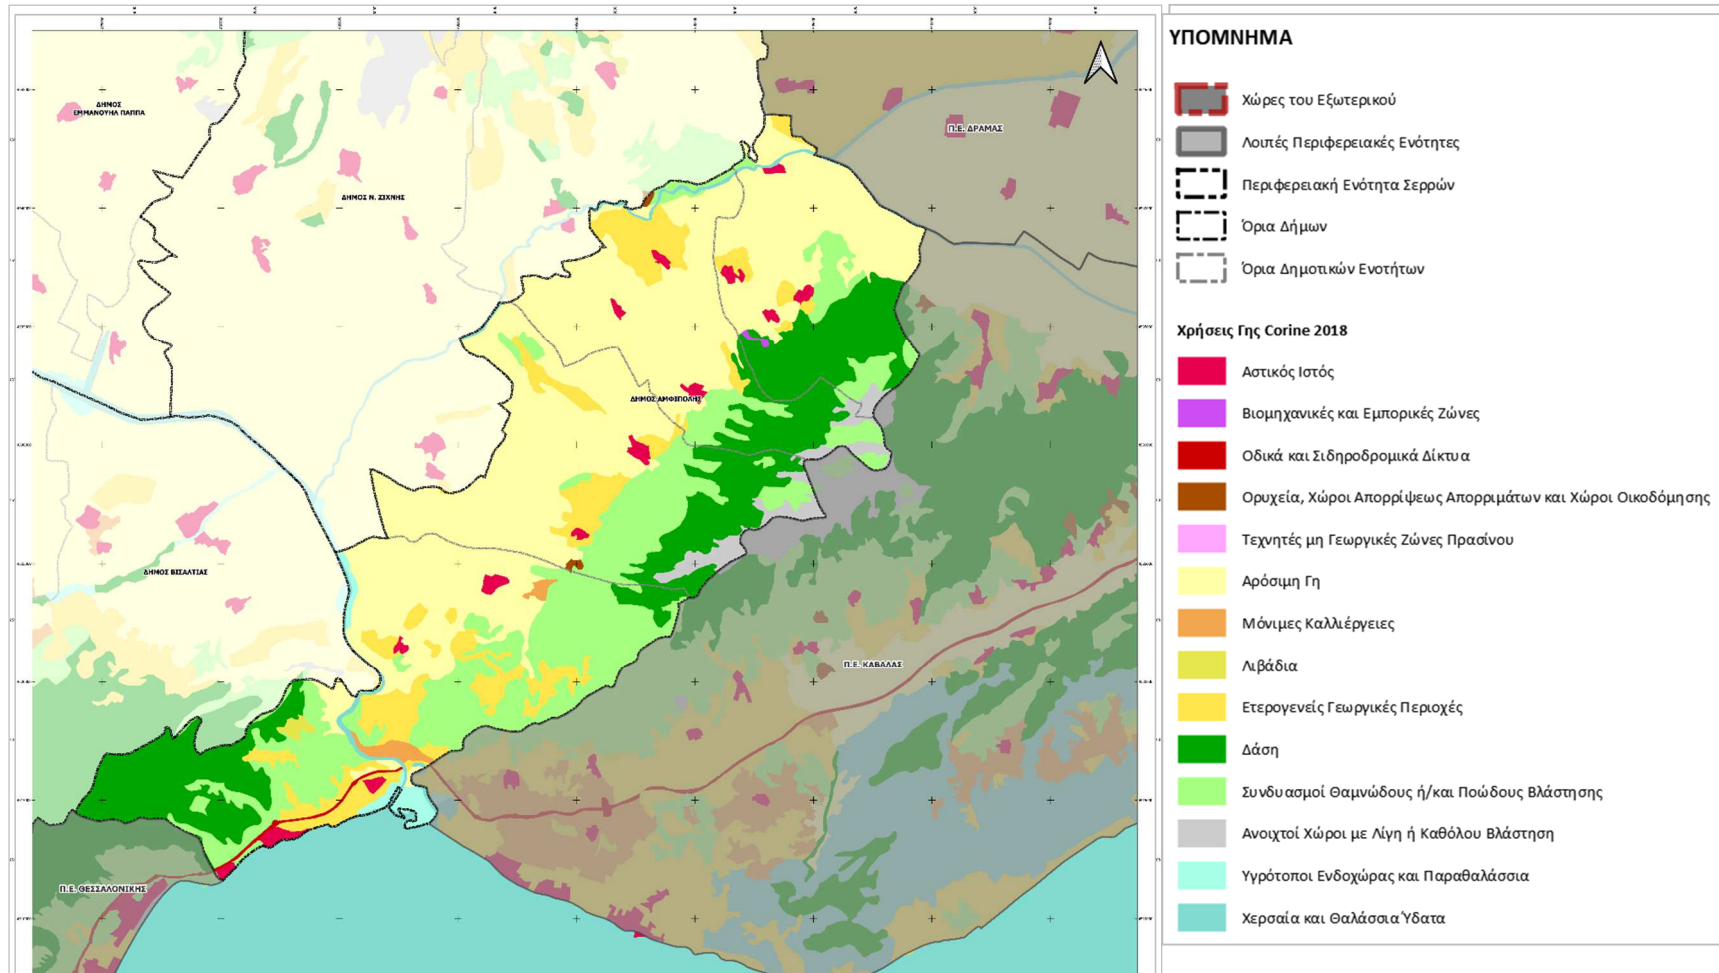 ΥΠΟΜΝΗΜΑ
Χώρες του Εξωτερικού
Λοιπές Περιφερειακές Ενότητες
Περιφερειακή Ενότητα Σερρών
Όρια Δήμων
Όρια Δημοτικών Ενοτήτων
Χρήσεις Γης Corine 2018
Αστικός Ιστός
Βιομηχανικές και Εμπορικές Ζώνες
Οδικά και Σιδηροδρομικά Δίκτυα
Ορυχεία, Χώροι Απορρίψεως Απορριμάτων και Χώροι Οικοδόμησης
Τεχνητές μη Γεωργικές Ζώνες Πρασίνου
Αρόσιμη Γη
Μόνιμες Καλλιέργειες
Λιβάδια
Ετερογενείς Γεωργικές Περιοχές
Δάση
Συνδυασμοί Θαμνώδους ή/και Ποώδους Βλάστησης
Ανοιχτοί Χώροι με Λίγη ή Καθόλου Βλάστηση
Υγρότοποι Ενδοχώρας και Παραθαλάσσια
Χερσαία και Θαλάσσια Ύδατα
ΔΗΜΟΣ
ΕΜΜΑΝΟΥΗΛ ΠΑΠΠΑ
Π.Ε. ΔΡΑΜΑΣ
ΔΗΜΟΣ Ν. ΖΙΧΝΗΣ
ΔΗΜΟΣ ΑΜΦΙΠΟΛΗΣ
ΔΗΜΟΣ ΒΙΣΑΛΤΙΑΣ
Π.Ε. ΚΑΒΑΛΑΣ
Π.Ε. ΘΕΣΣΑΛΟΝΙΚΗΣ